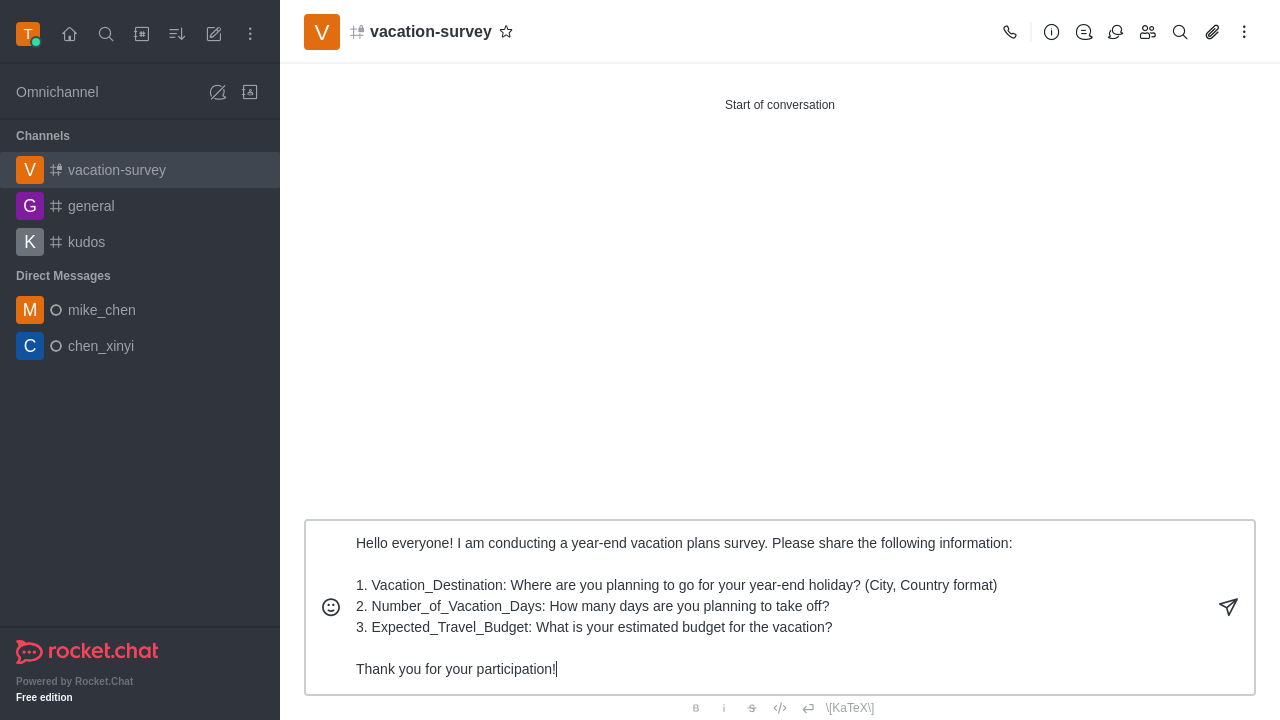 T
Omnichannel
Channels
V vacation-survey
G general
K kudos
Direct Messages
M mike_chen
C chen_xinyi
rocket.chat
Powered by Rocket.Chat
Free edition
V vacation-survey
Start of conversation
Hello everyone! I am conducting a year-end vacation plans survey. Please share the following information:
1. Vacation_Destination: Where are you planning to go for your year-end holiday? (City, Country format)
2. Number_of_Vacation_Days: How many days are you planning to take off?
3. Expected_Travel_Budget: What is your estimated budget for the vacation?
Thank you for your participation!
B i S </> \[KaTeX\]